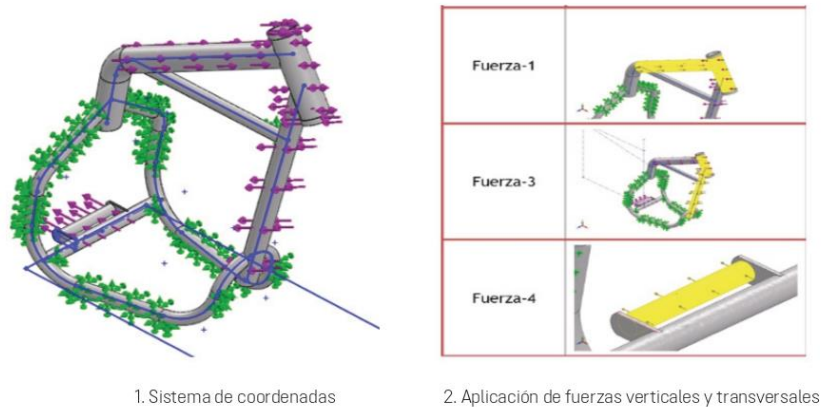 Fuerza-1
Fuerza-3
Fuerza-4
1. Sistema de coordenadas
2. Aplicación de fuerzas verticales y transversales